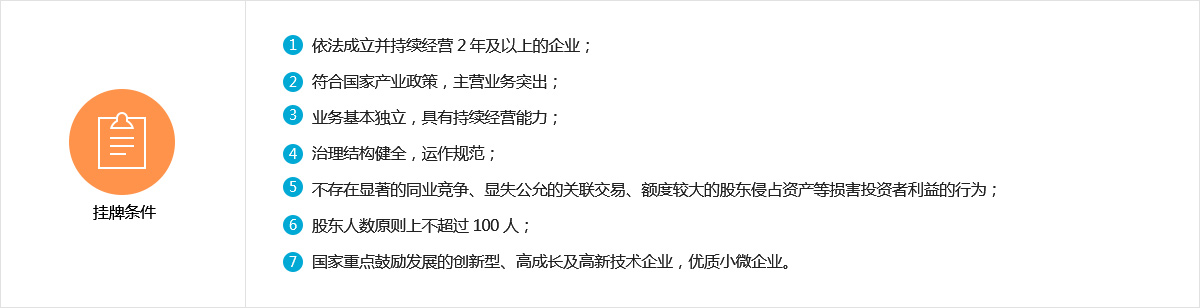 挂牌条件
1 依法成立并持续经营 2 年及以上的企业；
2 符合国家产业政策，主营业务突出；
3 业务基本独立，具有持续经营能力；
4 治理结构健全，运作规范；
5 不存在显著的同业竞争、显失公允的关联交易、额度较大的股东侵占资产等损害投资者利益的行为；
6 股东人数原则上不超过 100 人；
7 国家重点鼓励发展的创新型、高成长及高新技术企业，优质小微企业。